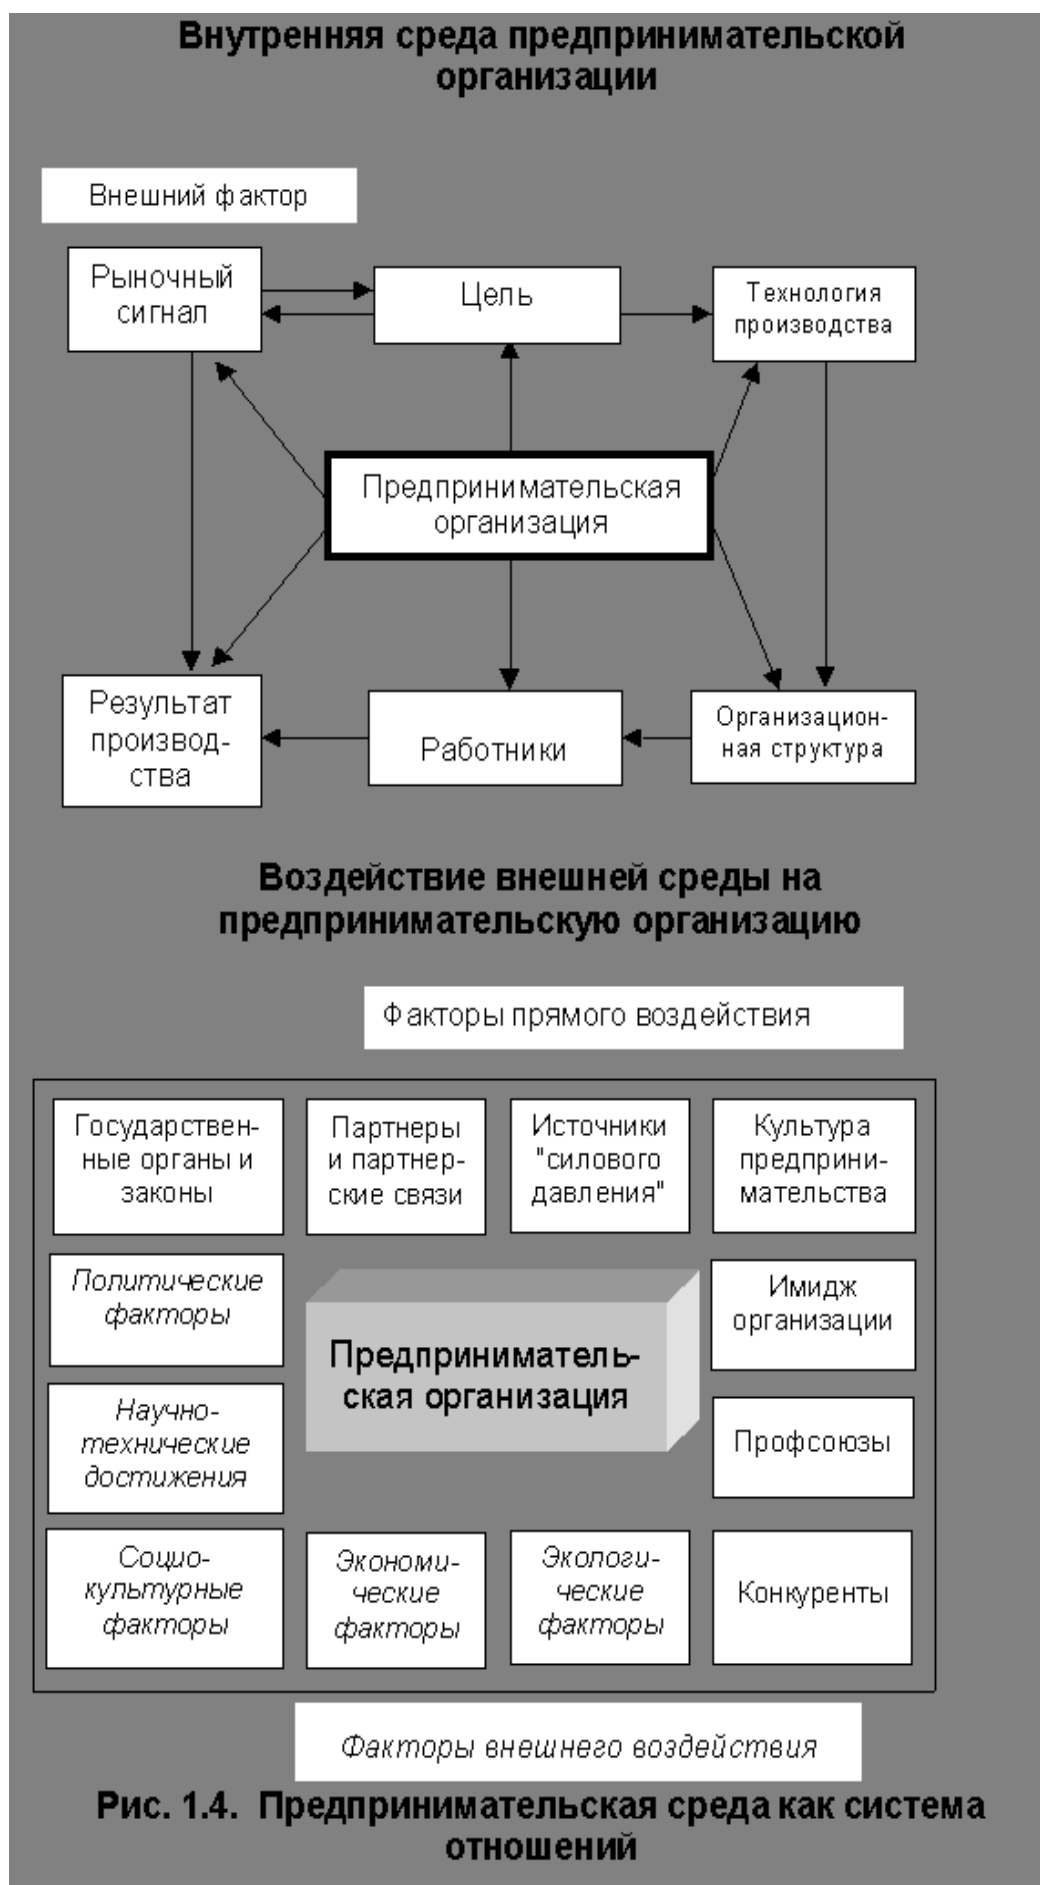 Внутренняя среда предпринимательской
организации
Внешний фактор
Рыночный
сигнал
Цель
Технология
производства
Предпринимательская
организация
Результат
производ-
ства
Работники
Организацион-
ная структура
Воздействие внешней среды на
предпринимательскую организацию
Факторы прямого воздействия
Государствен-
ные органы и
законы
Партнеры
и партнер-
ские связи
Источники
"силового
давления"
Культура
предприни-
мательства
Политические
факторы
Имидж
организации
Предприниматель-
ская организация
Научно-
технические
достижения
Профсоюзы
Социо-
культурные
факторы
Экономи-
ческие
факторы
Экологи-
ческие
факторы
Конкуренты
Факторы внешнего воздействия
Рис. 1.4. Предпринимательская среда как система
отношений